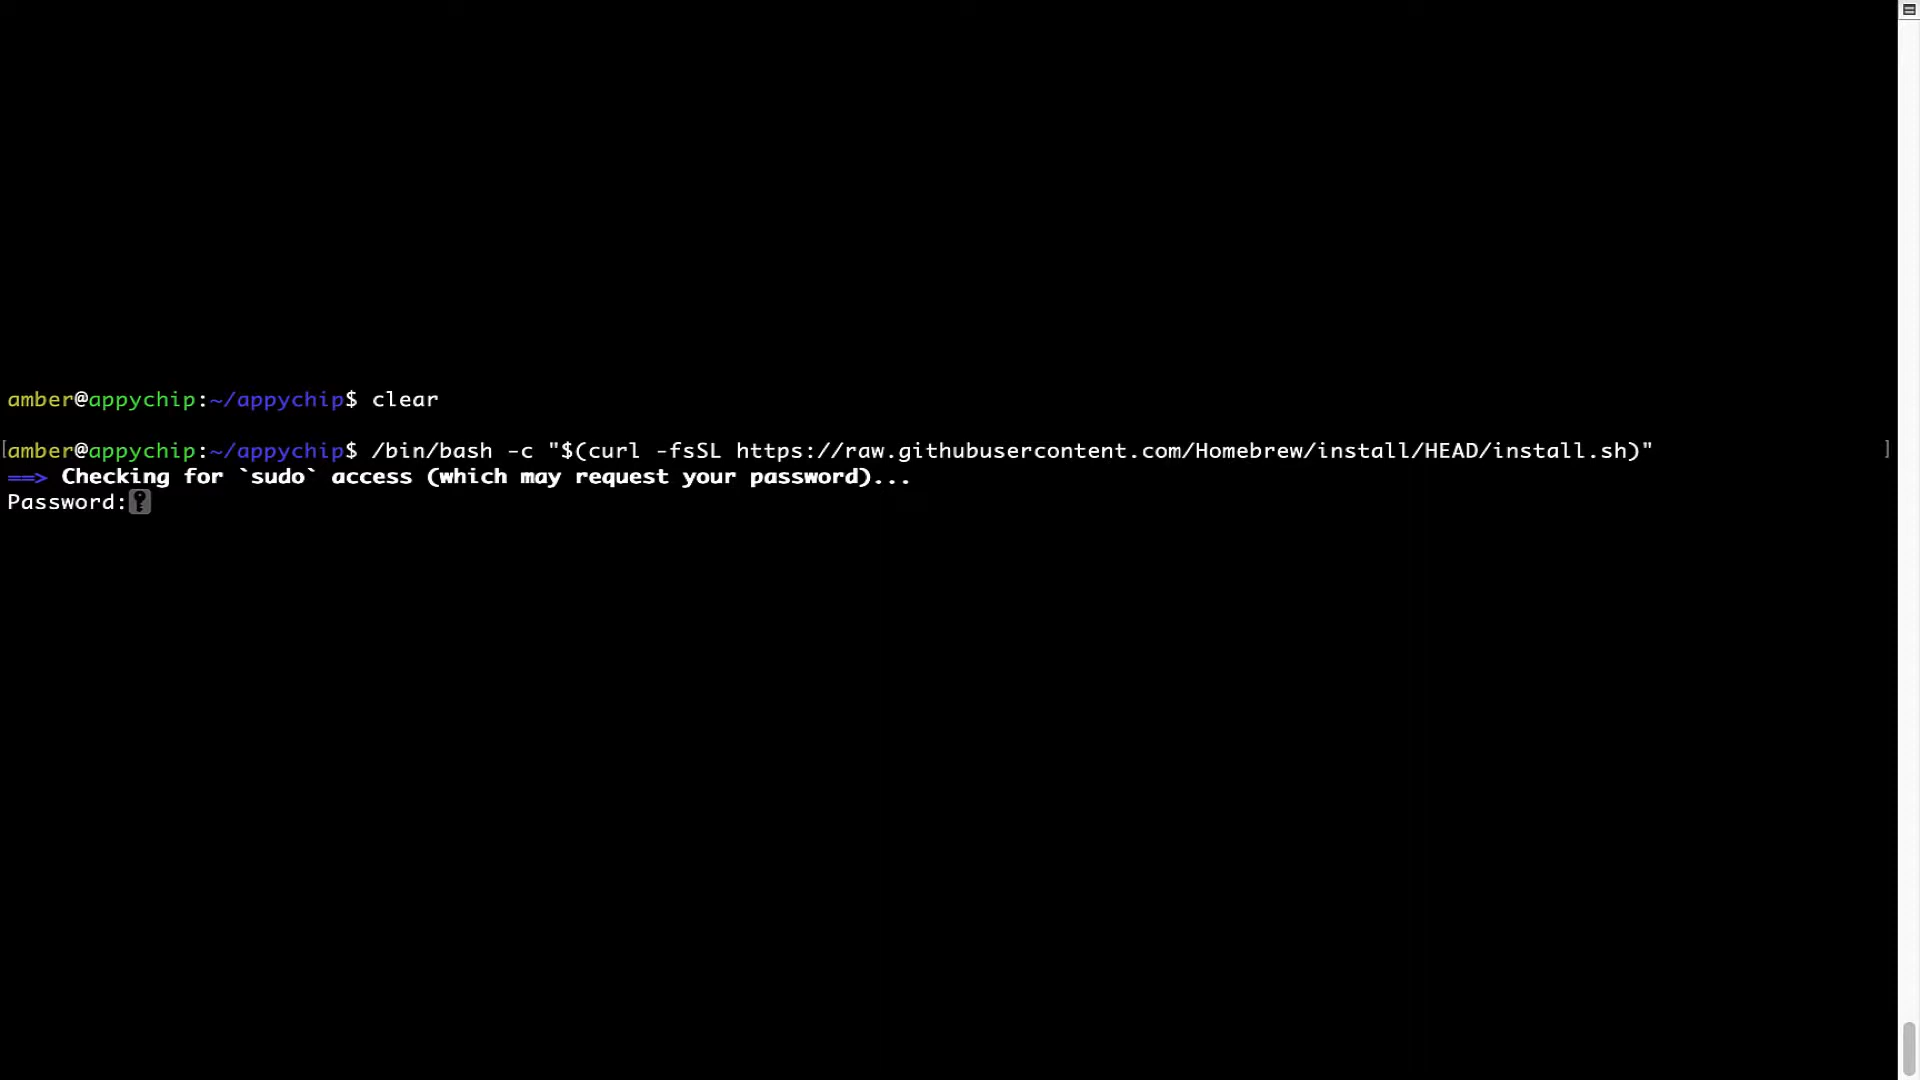 amber@appychip:~/appychip$ clear
[amber@appychip:~/appychip$ /bin/bash -c "$(curl -fsSL https://raw.githubusercontent.com/Homebrew/install/HEAD/install.sh)" ]
==> Checking for `sudo` access (which may request your password)...
Password: